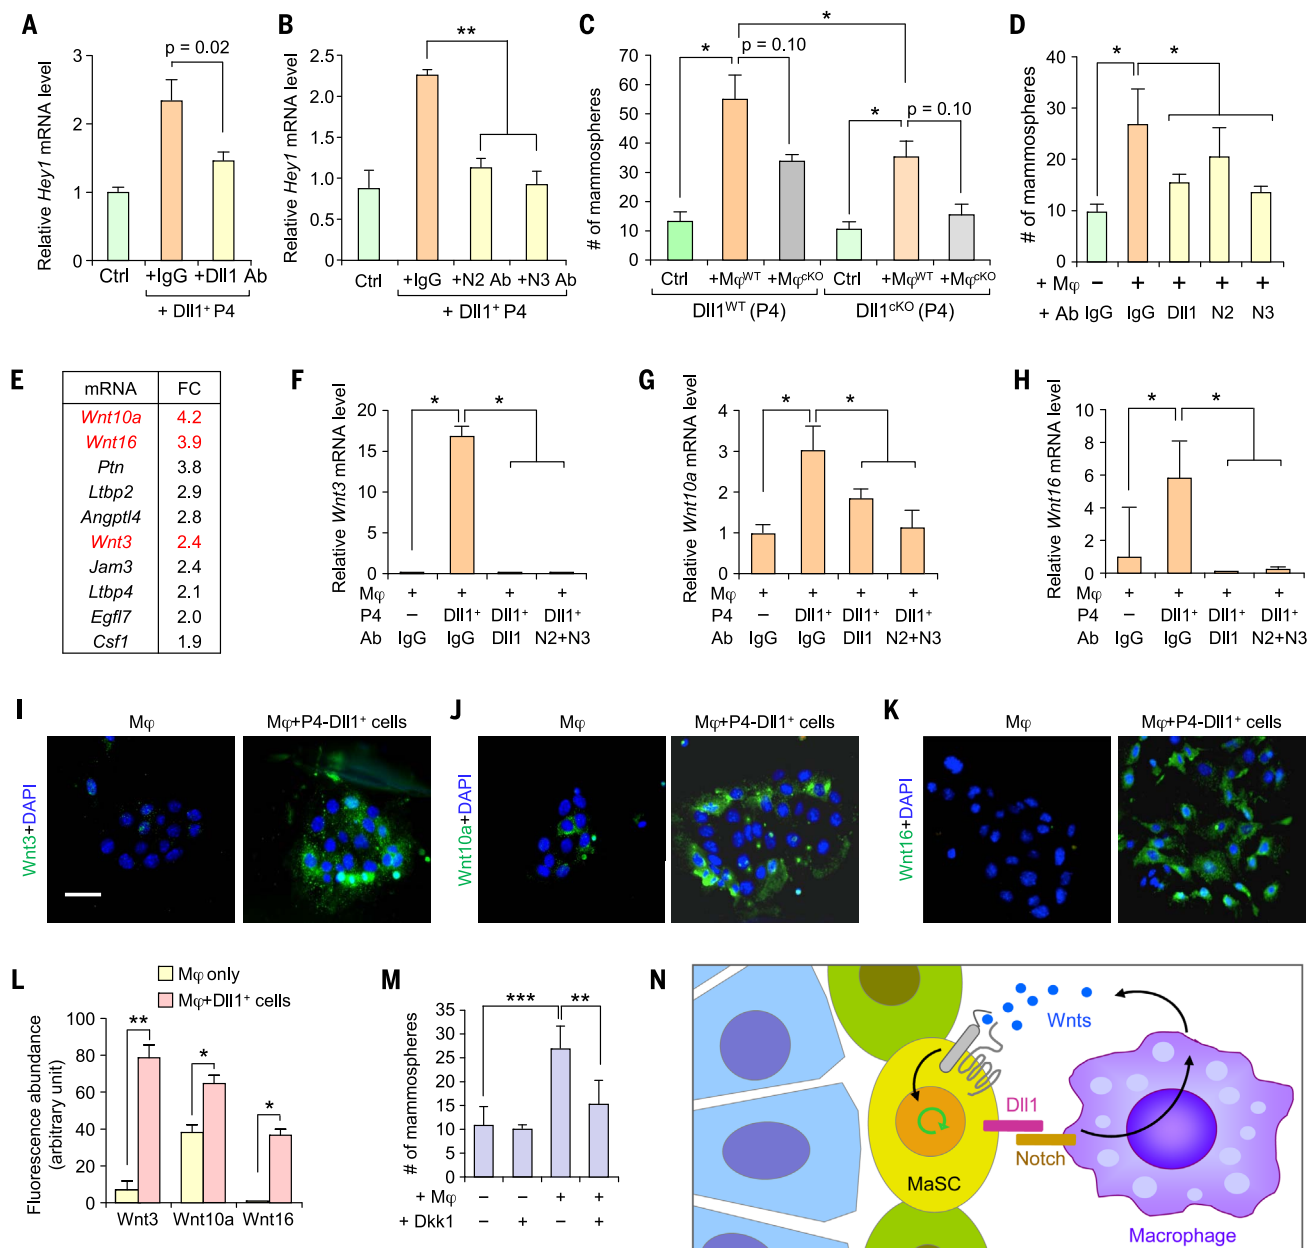 A
Relative Hey1 mRNA level
3
2
1
0
p = 0.02
Ctrl +IgG +Dll1 Ab
+ Dll1+ P4
B
Relative Hey1 mRNA level
2.5
2.0
1.5
1.0
0.5
0.0
**
Ctrl +IgG +N2 Ab +N3 Ab
+ Dll1+ P4
C
# of mammospheres
70
60
50
40
30
20
10
0
*
* p = 0.10
* p = 0.10
Ctrl +MφWT +MφcKO Ctrl +MφWT +MφcKO
Dll1WT (P4) Dll1cKO (P4)
D
# of mammospheres
40
30
20
10
0
* *
+ Mφ – + + + +
+ Ab IgG IgG Dll1 N2 N3
E
mRNA FC
Wnt10a 4.2
Wnt16 3.9
Ptn 3.8
Ltbp2 2.9
Angptl4 2.8
Wnt3 2.4
Jam3 2.4
Ltbp4 2.1
Egfl7 2.0
Csf1 1.9
F
Relative Wnt3 mRNA level
20
15
10
5
0
* *
Mφ + + + +
P4 – Dll1+ Dll1+ Dll1+
Ab IgG IgG Dll1 N2+N3
G
Relative Wnt10a mRNA level
4
3
2
1
0
* *
Mφ + + + +
P4 – Dll1+ Dll1+ Dll1+
Ab IgG IgG Dll1 N2+N3
H
Relative Wnt16 mRNA level
10
8
6
4
2
0
* *
Mφ + + + +
P4 – Dll1+ Dll1+ Dll1+
Ab IgG IgG Dll1 N2+N3
I
Mφ Mφ+P4-Dll1+ cells
Wnt3+DAPI
J
Mφ Mφ+P4-Dll1+ cells
Wnt10a+DAPI
K
Mφ Mφ+P4-Dll1+ cells
Wnt16+DAPI
L
Mφ only
Mφ+Dll1+ cells
Fluorescence abundance
(arbitrary unit)
100
80
60
40
20
0
** * *
Wnt3 Wnt10a Wnt16
M
# of mammospheres
35
30
25
20
15
10
5
0
*** **
+ Mφ – – + +
+ Dkk1 – + – +
N
Wnts
Dll1
Notch
MaSC
Macrophage